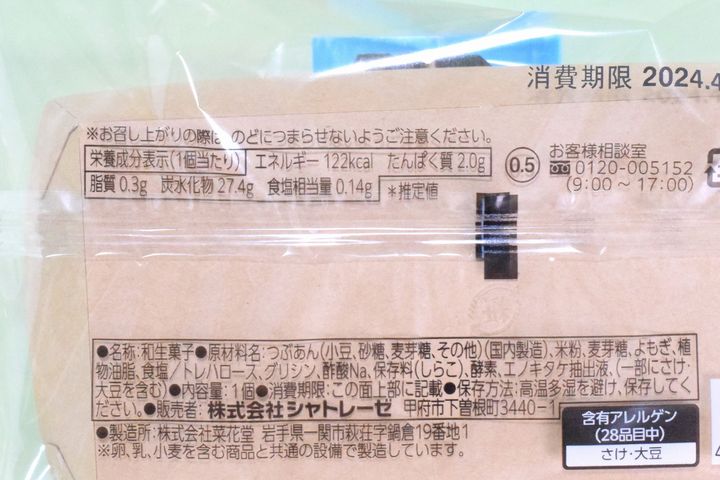 消費期限 2024.4
※お召し上がりの際は、のどにつまらせないようご注意ください。
栄養成分表示(1個当たり) エネルギー 122kcal たんぱく質 2.0g
脂質 0.3g 炭水化物 27.4g 食塩相当量 0.14g *推定値
0.5
お客様相談室
0120-005152
(9:00～17:00)
●名称:和生菓子●原材料名:つぶあん(小豆、砂糖、麦芽糖、その他)(国内製造)、米粉、麦芽糖、よもぎ、植
物油脂、食塩/トレハロース、グリシン、酢酸Na、保存料(しらこ)、酵素、エノキタケ抽出液、(一部にさけ・
大豆を含む)●内容量:1個●消費期限:この面上部に記載●保存方法:高温多湿を避け、保存してく
ださい。●販売者:株式会社シャトレーゼ 甲府市下曽根町3440-1
●製造所:株式会社菜花堂 岩手県一関市萩荘字鍋倉19番地1
※卵、乳、小麦を含む商品と共通の設備で製造しています。
含有アレルゲン
(28品目中)
さけ・大豆